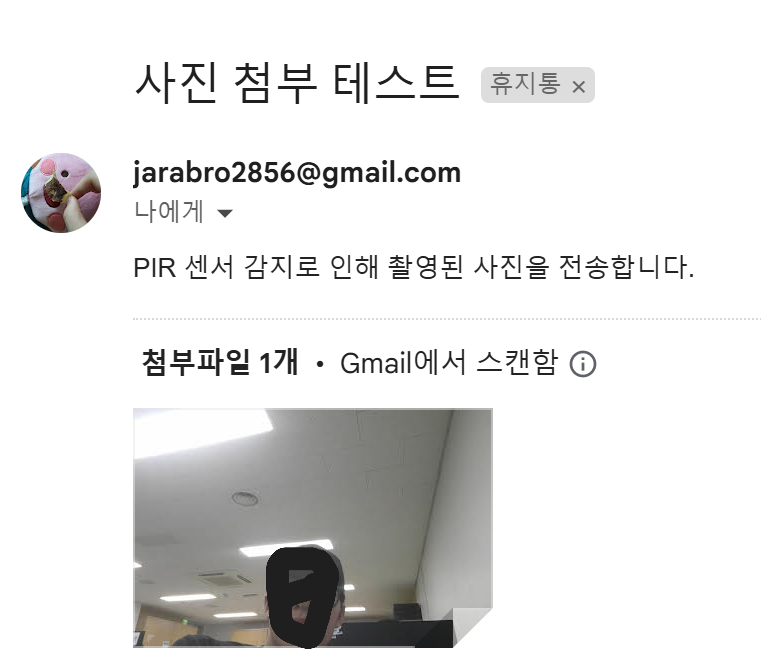 사진 첨부 테스트 휴지통 ×
jarabro2856@gmail.com
나에게
PIR 센서 감지로 인해 촬영된 사진을 전송합니다.
첨부파일 1개 • Gmail에서 스캔함